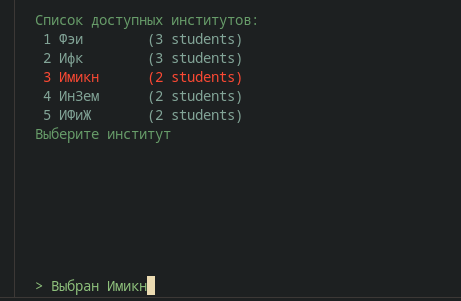 Список доступных институтов:
1 Фэи (3 students)
2 Ифк (3 students)
3 Имикн (2 students)
4 ИнЗем (2 students)
5 ИФиЖ (2 students)
Выберите институт
> Выбран Имикн